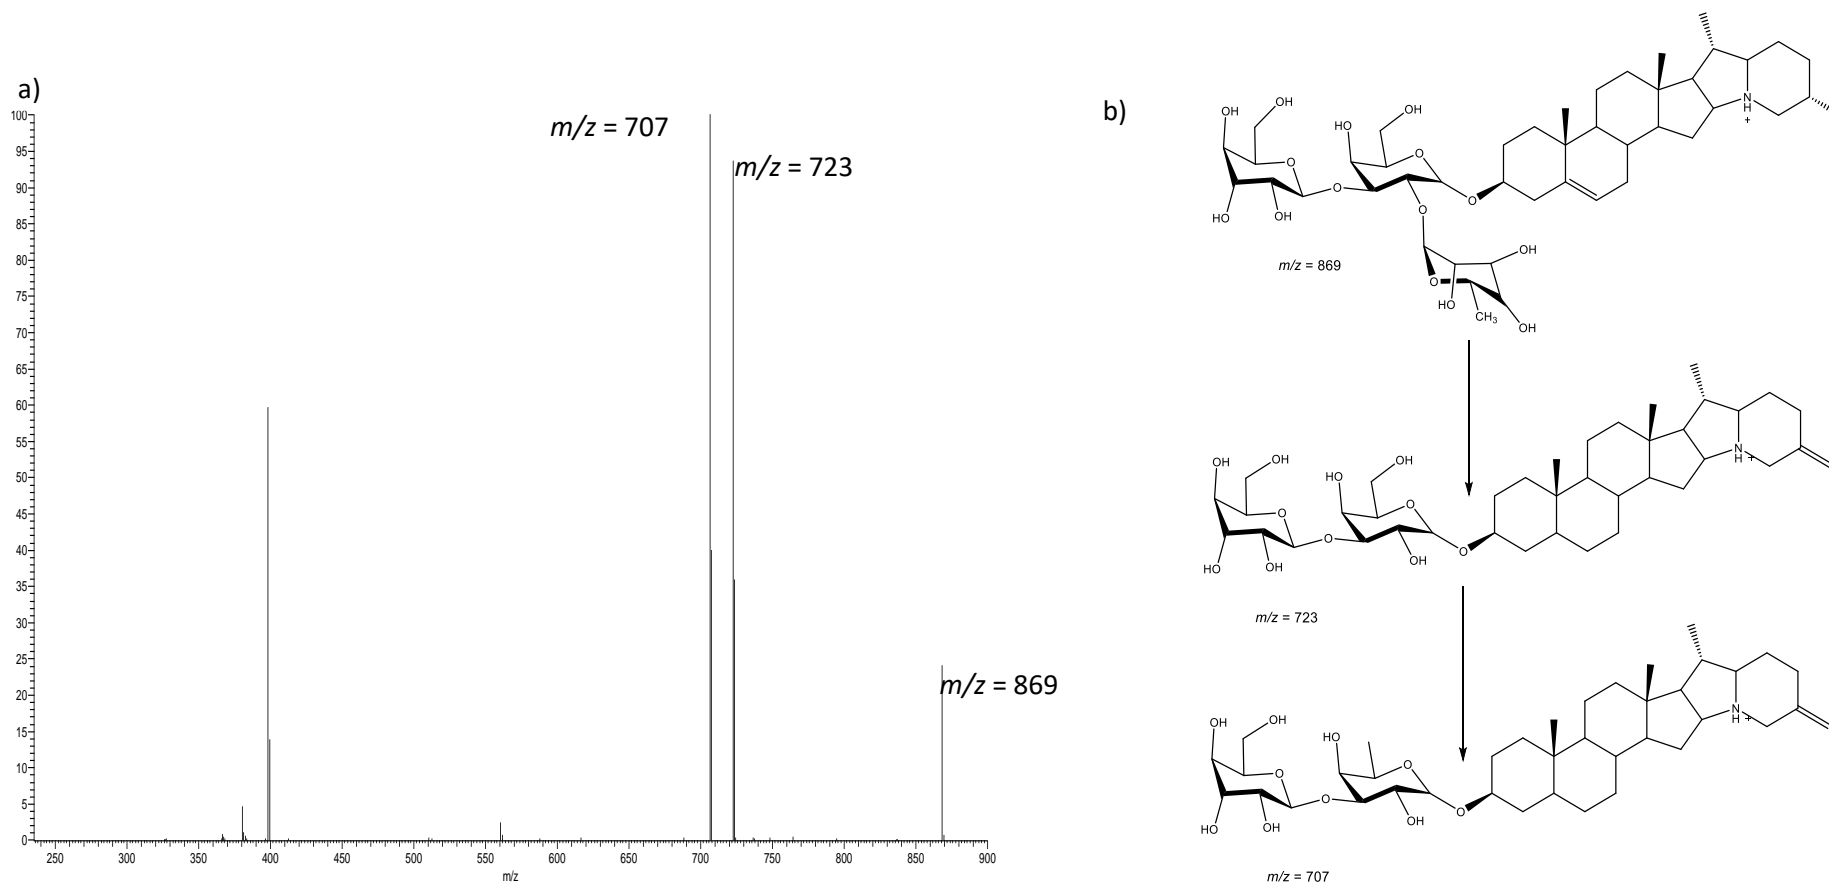 a)
100
95
90
85
80
75
70
65
60
55
50
45
40
35
30
25
20
15
10
5
0
m/z = 707
m/z = 723
m/z = 869
250 300 350 400 450 500 550 600 650 700 750 800 850 900
m/z
b)
OH OH HO OH
O O N
H
+
HO OH O O O
O
m/z = 869
OH
O
HO
CH3
OH
OH OH HO OH
O O N
H +
HO OH O OH O
m/z = 723
OH OH HO
O O N
H +
HO OH O OH O
m/z = 707